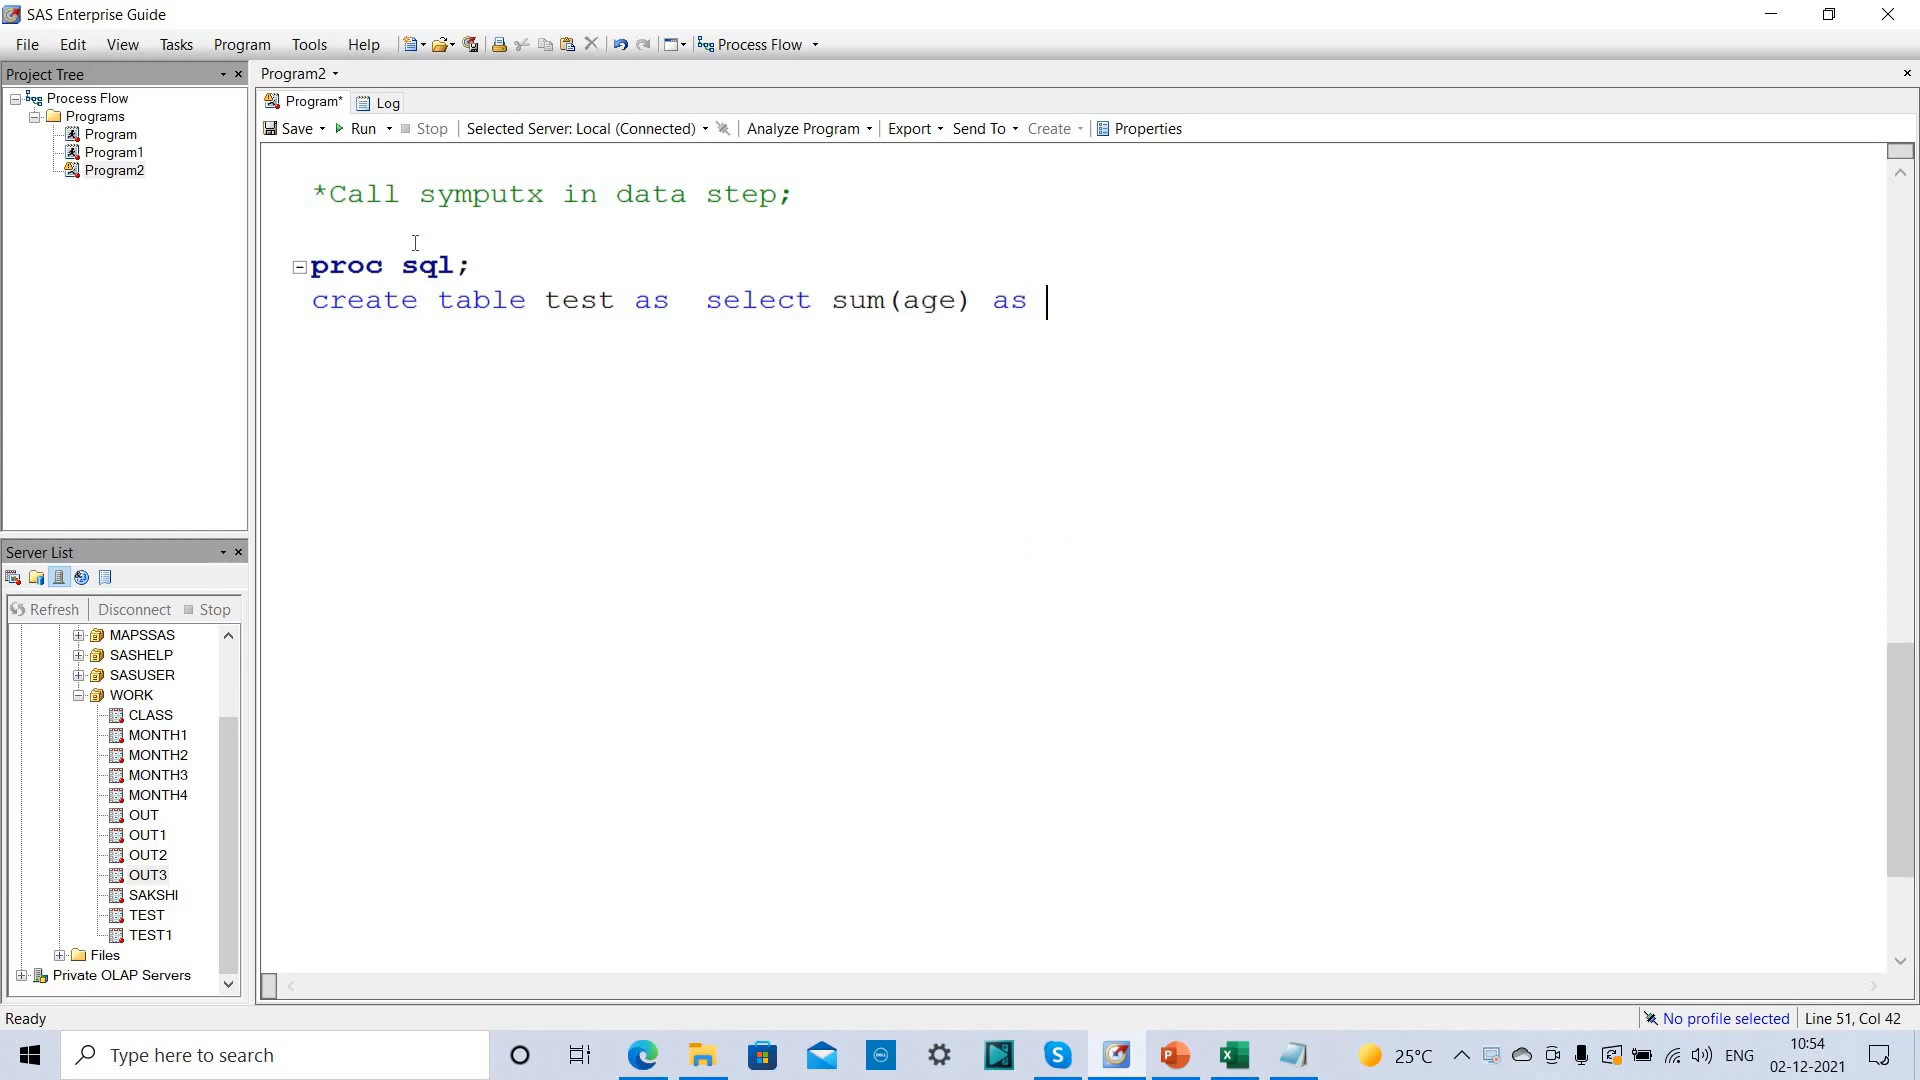 SAS Enterprise Guide
File Edit View Tasks Program Tools Help Process Flow
Project Tree
Process Flow
Programs
Program
Program1
Program2
Program2
Program* Log
Save Run Stop Selected Server: Local (Connected) Analyze Program Export Send To Create Properties
*Call symputx in data step;
proc sql;
create table test as  select sum(age) as
Server List
Refresh Disconnect Stop
MAPSSAS
SASHELP
SASUSER
WORK
CLASS
MONTH1
MONTH2
MONTH3
MONTH4
OUT
OUT1
OUT2
OUT3
SAKSHI
TEST
TEST1
Files
Private OLAP Servers
Ready No profile selected Line 51, Col 42
Type here to search 25°C ENG 10:54
02-12-2021